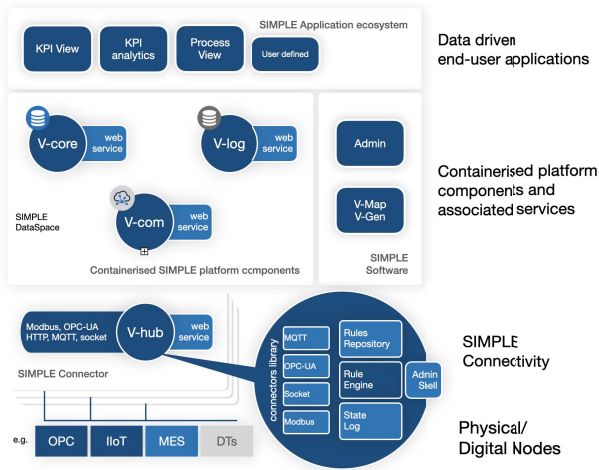 SIMPLE Application ecosystem
KPI View
KPI
analytics
Process
View
User defined
Data driven
end-user applications
V-core
web
service
V-log
web
service
Admin
SIMPLE
DataSpace
V-com
web
service
V-Map
V-Gen
Containerised SIMPLE platform components
SIMPLE
Software
Containerised platform
components and
associated services
Modbus, OPC-UA
HTTP, MQTT, socket
V-hub
web
service
SIMPLE Connector
connectors library
MQTT
OPC-UA
Socket
Modbus
Rules
Repository
Rule
Engine
State
Log
Admin
Skell
SIMPLE
Connectivity
e.g.
OPC
IIoT
MES
DTs
Physical/
Digital Nodes